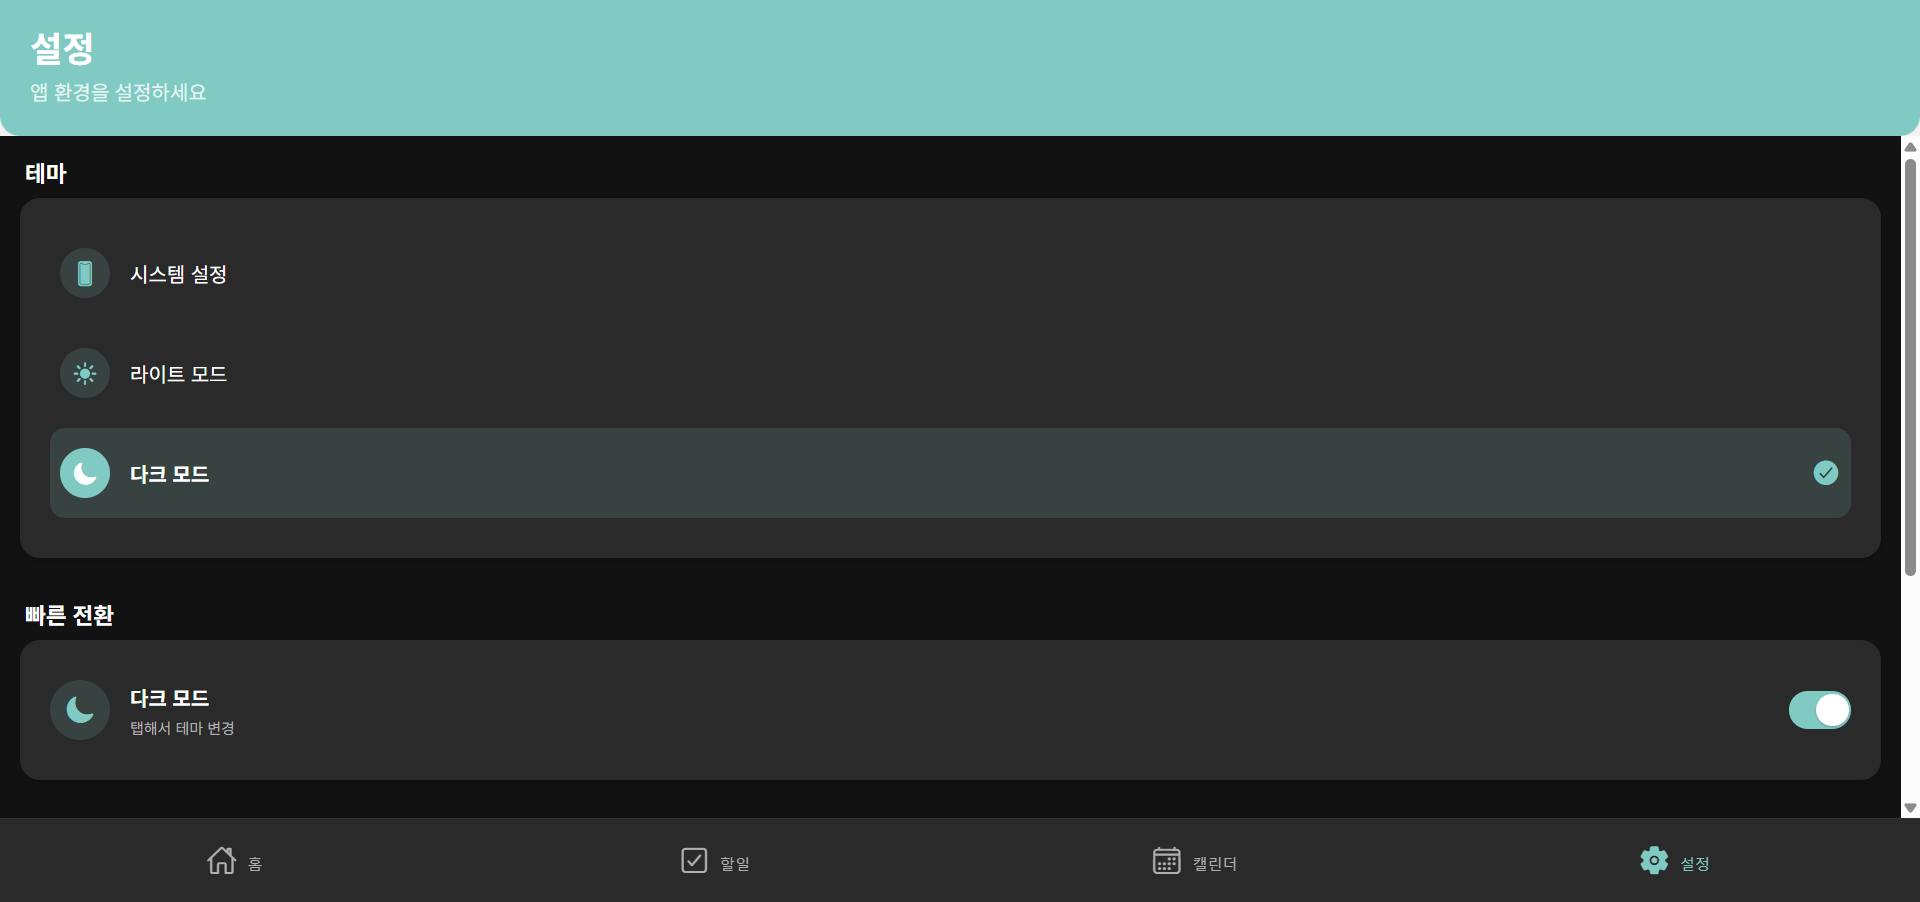 설정
앱 환경을 설정하세요
테마
시스템 설정
라이트 모드
다크 모드
빠른 전환
다크 모드
탭해서 테마 변경
홈
할일
캘린더
설정